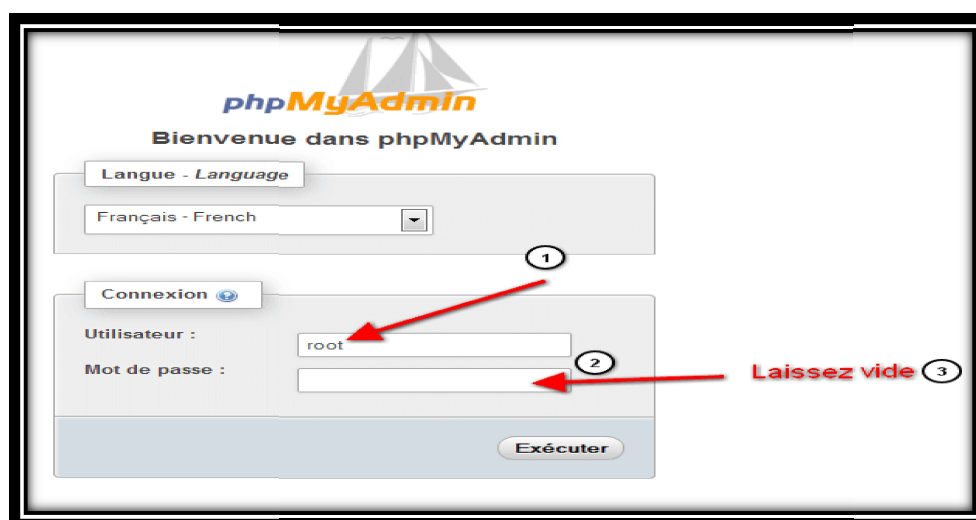 phpMyAdmin
Bienvenue dans phpMyAdmin
Langue - Language
Français - French
1
Connexion
Utilisateur :
root
Mot de passe :
2
Laissez vide 3
Exécuter